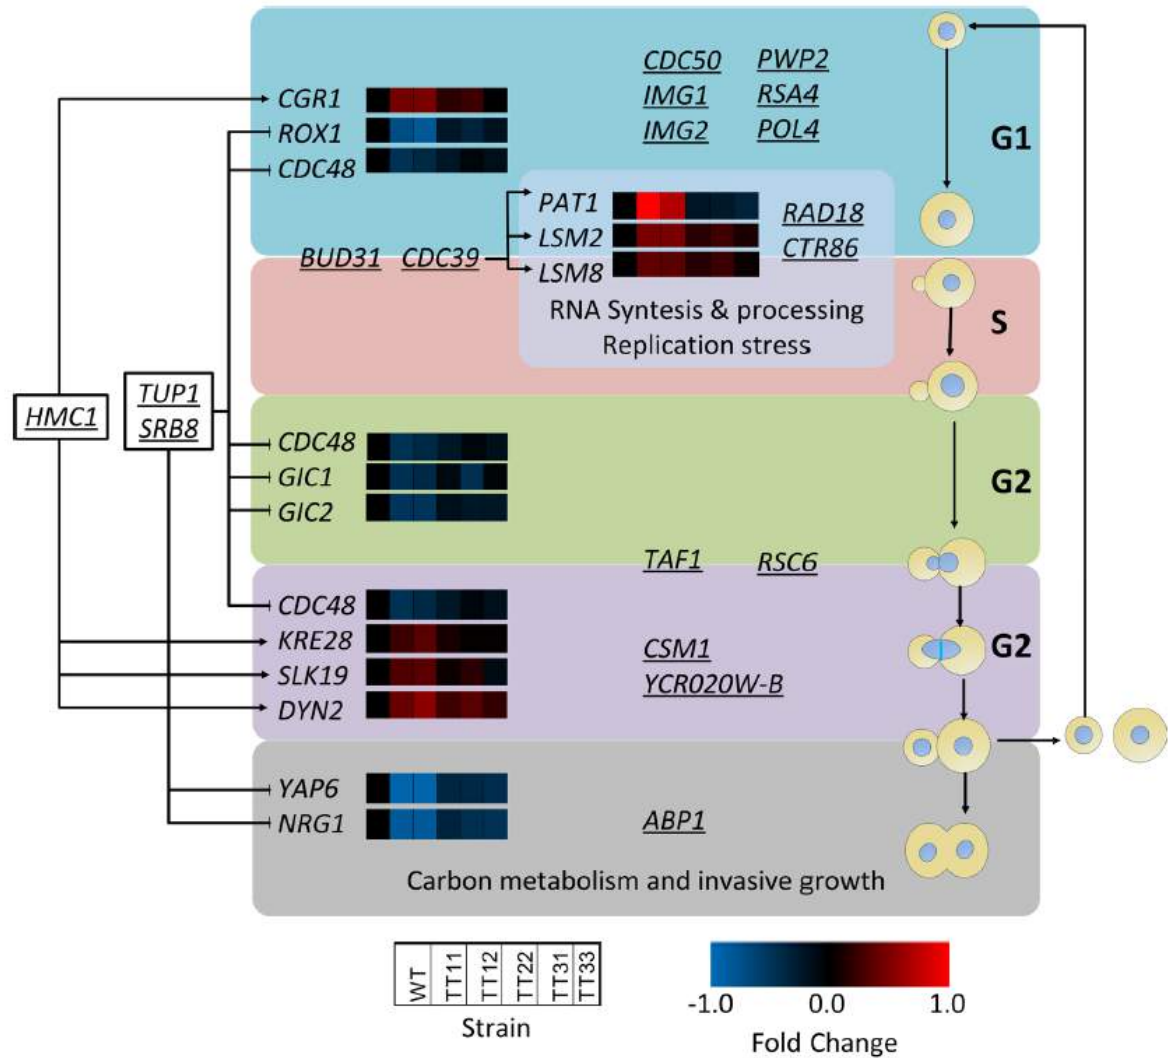 CDC50 PWP2
CGR1 IMG1 RSA4
ROX1 IMG2 POL4
G1
CDC48
PAT1 RAD18
LSM2 CTR86
BUD31 CDC39
LSM8
RNA Syntesis & processing
Replication stress
S
HMC1
TUP1
SRB8
CDC48
GIC1
GIC2
G2
TAF1 RSC6
CDC48
KRE28
SLK19
DYN2
CSM1
YCR020W-B
G2
YAP6
NRG1
ABP1
Carbon metabolism and invasive growth
WT TT11 TT12 TT22 TT31 TT33
Strain
-1.0 0.0 1.0
Fold Change